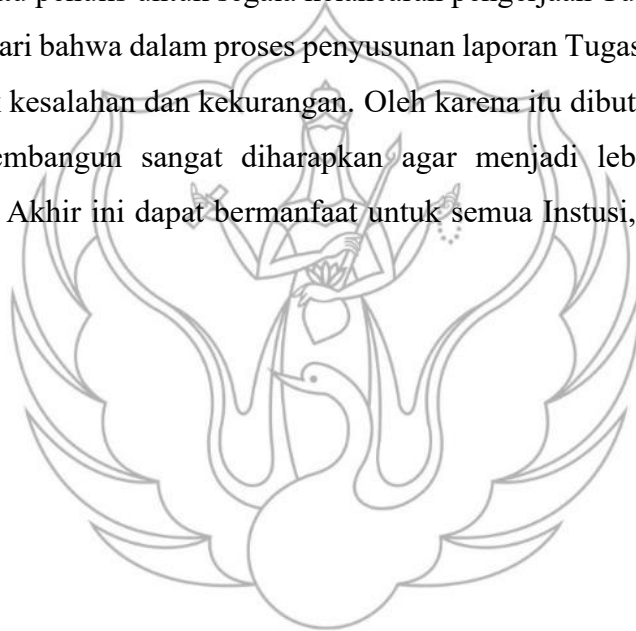 penulis untuk segala kelancaran pengerjaan
ari bahwa dalam proses penyusunan laporan Tugas
kesalahan dan kekurangan. Oleh karena itu dibut
embangun sangat diharapkan agar menjadi leb
Akhir ini dapat bermanfaat untuk semua Instusi,